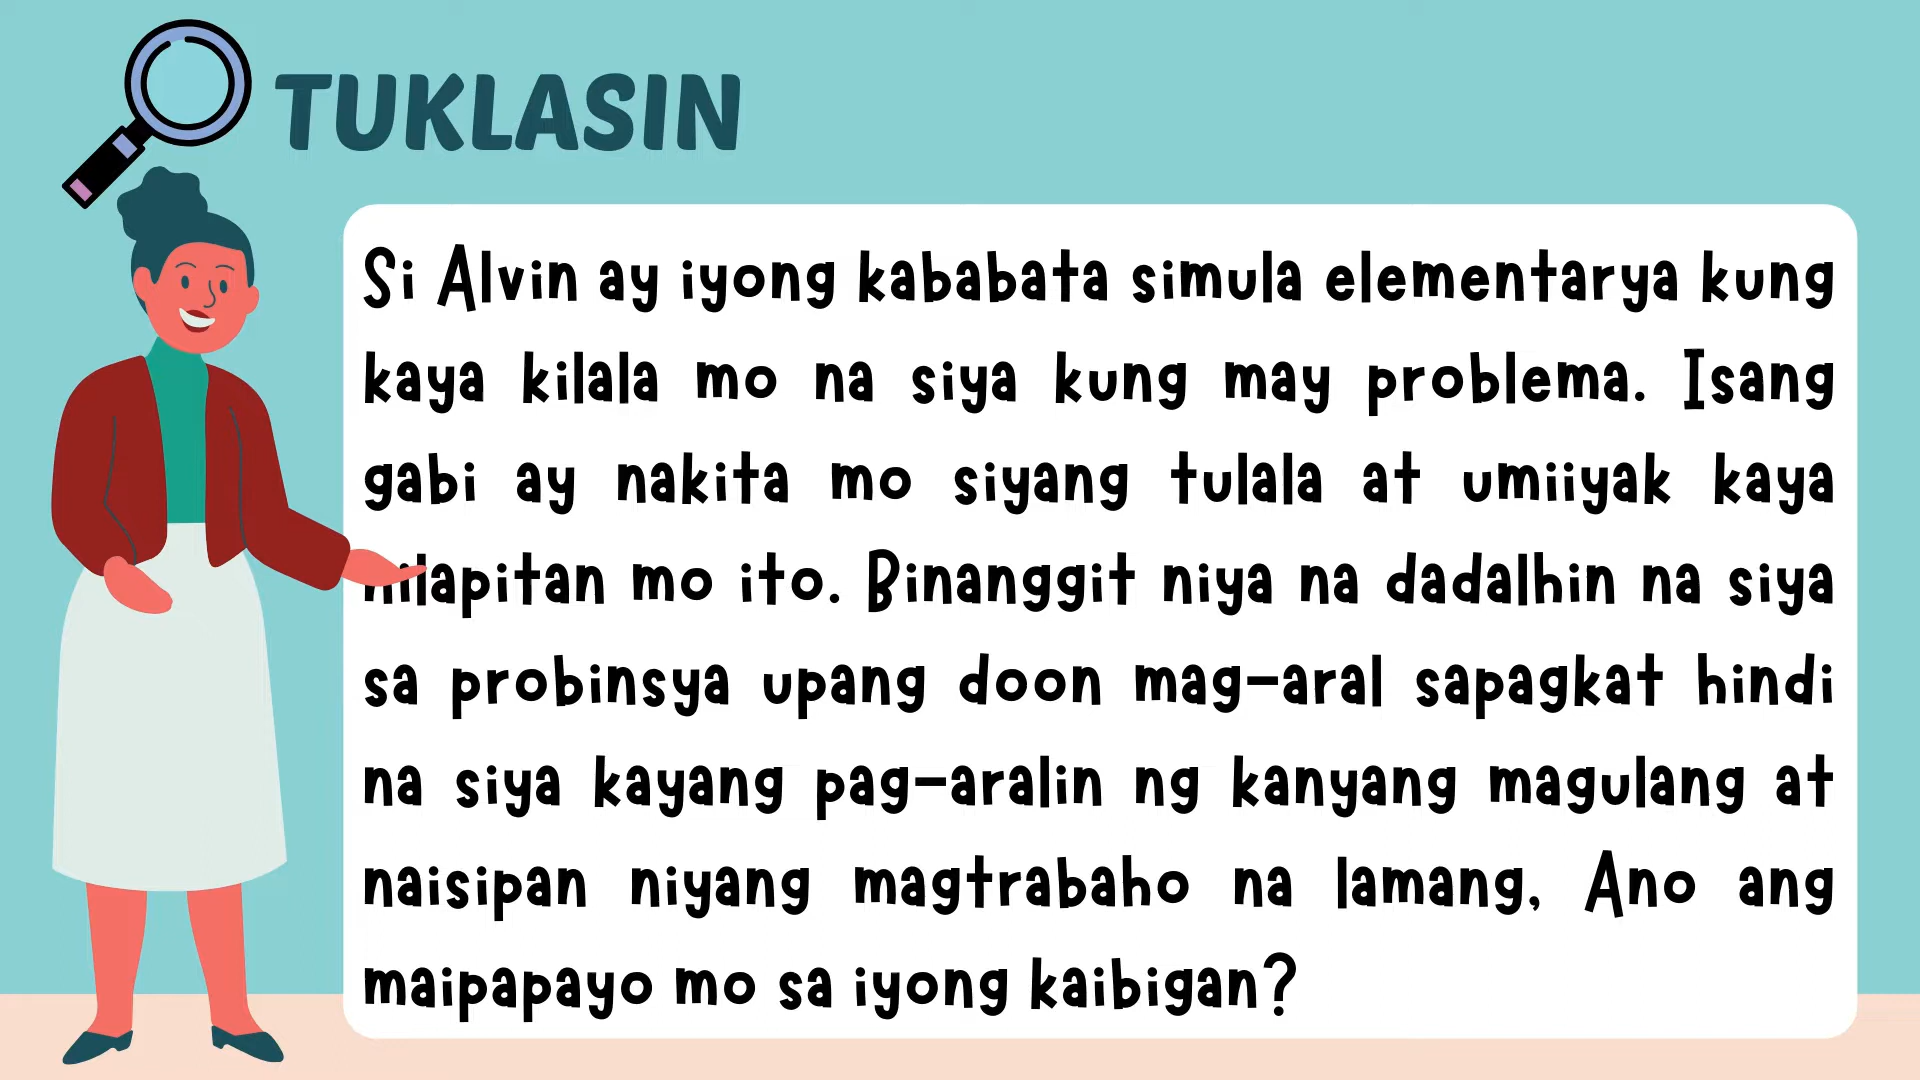 TUKLASIN
Si Alvin ay iyong kababata simula elementarya kung
kaya kilala mo na siya kung may problema. Isang
gabi ay nakita mo siyang tulala at umiiyak kaya
nilapitan mo ito. Binanggit niya na dadalhin na siya
sa probinsya upang doon mag-aral sapagkat hindi
na siya kayang pag-aralin ng kanyang magulang at
naisipan niyang magtrabaho na lamang, Ano ang
maipapayo mo sa iyong kaibigan?